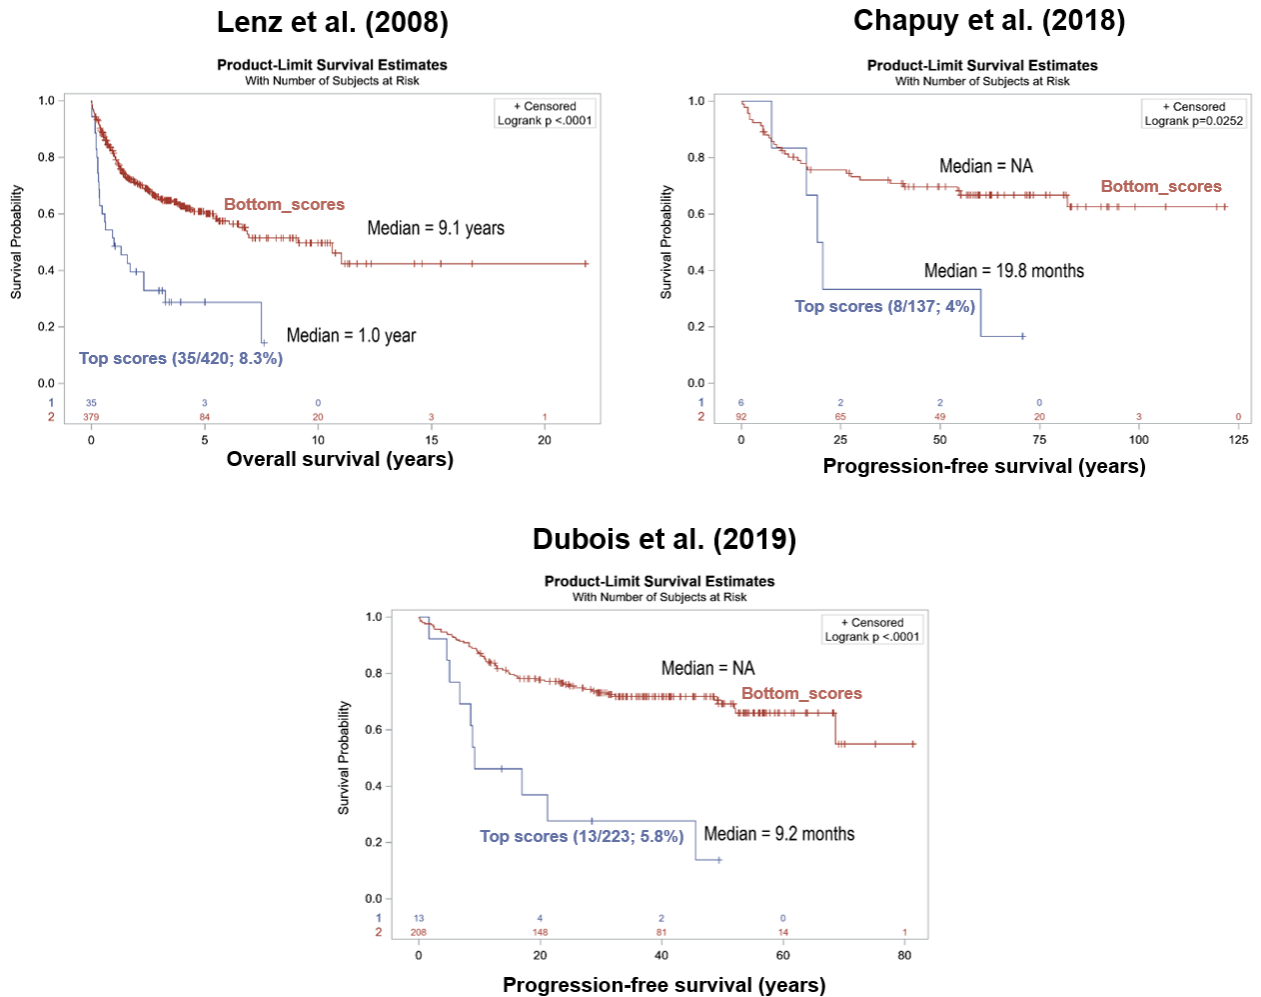 Lenz et al. (2008)
Product-Limit Survival Estimates
With Number of Subjects at Risk
+ Censored
Logrank p <.0001
1.0
0.8
0.6
0.4
0.2
0.0
Survival Probability
Bottom_scores
Median = 9.1 years
Median = 1.0 year
Top scores (35/420; 8.3%)
1 35 3 0
2 379 84 20 3 1
0 5 10 15 20
Overall survival (years)
Chapuy et al. (2018)
Product-Limit Survival Estimates
With Number of Subjects at Risk
+ Censored
Logrank p=0.0252
1.0
0.8
0.6
0.4
0.2
0.0
Survival Probability
Median = NA
Bottom_scores
Median = 19.8 months
Top scores (8/137; 4%)
1 6 2 2 0
2 92 65 49 20 3 0
0 25 50 75 100 125
Progression-free survival (years)
Dubois et al. (2019)
Product-Limit Survival Estimates
With Number of Subjects at Risk
+ Censored
Logrank p <.0001
1.0
0.8
0.6
0.4
0.2
0.0
Survival Probability
Median = NA
Bottom_scores
Top scores (13/223; 5.8%)
Median = 9.2 months
1 13 4 2 0
2 208 148 81 14 1
0 20 40 60 80
Progression-free survival (years)